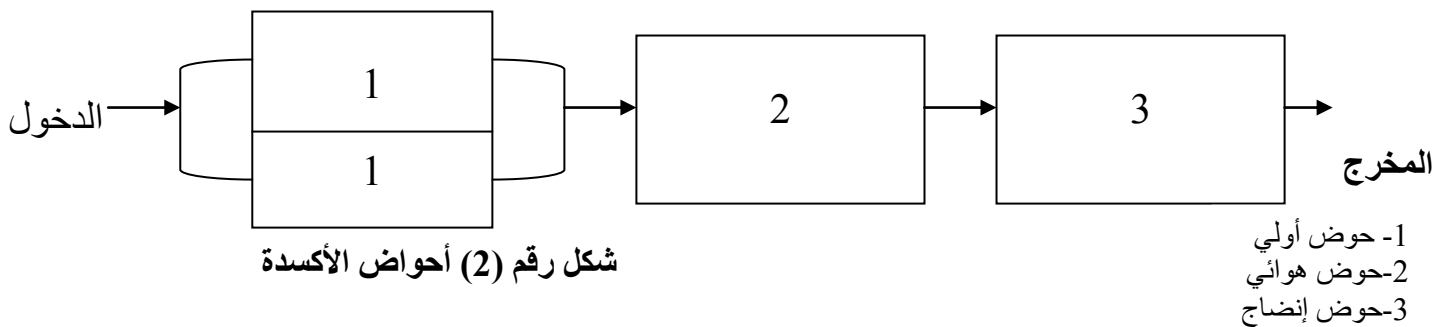 1
2
3
الدخول
1
المخرج
شكل رقم (2) أحواض الأكسدة
1- حوض أولي
2-حوض هوائي
3-حوض إنضاج